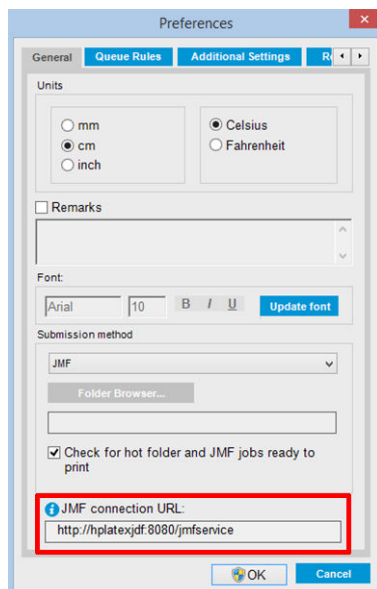 Preferences
General Queue Rules Additional Settings
Units
mm
cm
inch
Celsius
Fahrenheit
Remarks
Font:
Arial 10 B I U Update font
Submission method
JMF
Folder Browser...
Check for hot folder and JMF jobs ready to
print
JMF connection URL:
http://hplatexjdf:8080/jmfservice
OK Cancel